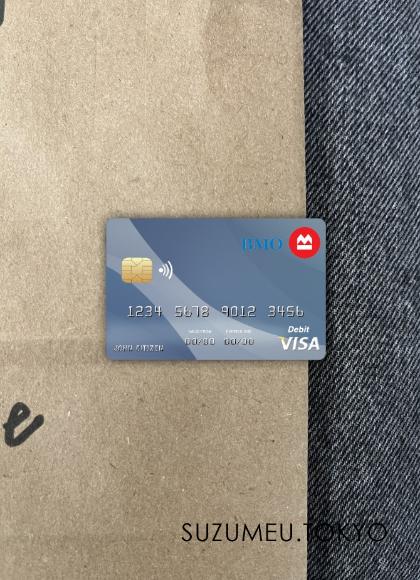 BMO
1234 5678 9012 3456
00/00 00/00
JOHN CITIZEN
Debit
VISA
e
SUZUMEU.TOKYO